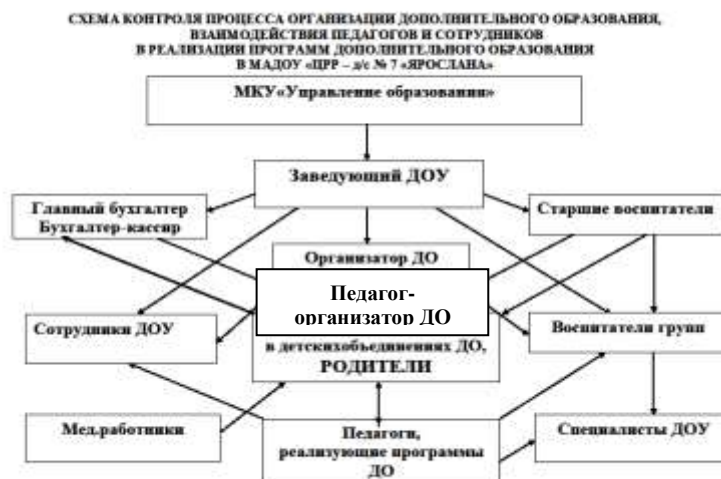 СХЕМА КОНТРОЛЯ ПРОЦЕССА ОРГАНИЗАЦИИ ДОПОЛНИТЕЛЬНОГО ОБРАЗОВАНИЯ,
ВЗАИМОДЕЙСТВИЯ ПЕДАГОГОВ И СОТРУДНИКОВ
В РЕАЛИЗАЦИИ ПРОГРАММ ДОПОЛНИТЕЛЬНОГО ОБРАЗОВАНИЯ
В МАДОУ «ЦРР – д/с № 7 «ЯРОСЛАНА»
МКУ«Управление образовании»
Заведующий ДОУ
Главный бухгалтер
Бухгалтер-кассир
Старшие воспитатели
Организатор ДО
Педагог-
организатор ДО
Сотрудники ДОУ
Воспитатели групп
в детскихобъединениях ДО,
РОДИТЕЛИ
Мед.работники
Педагоги,
реализующие программы
ДО
Специалисты ДОУ